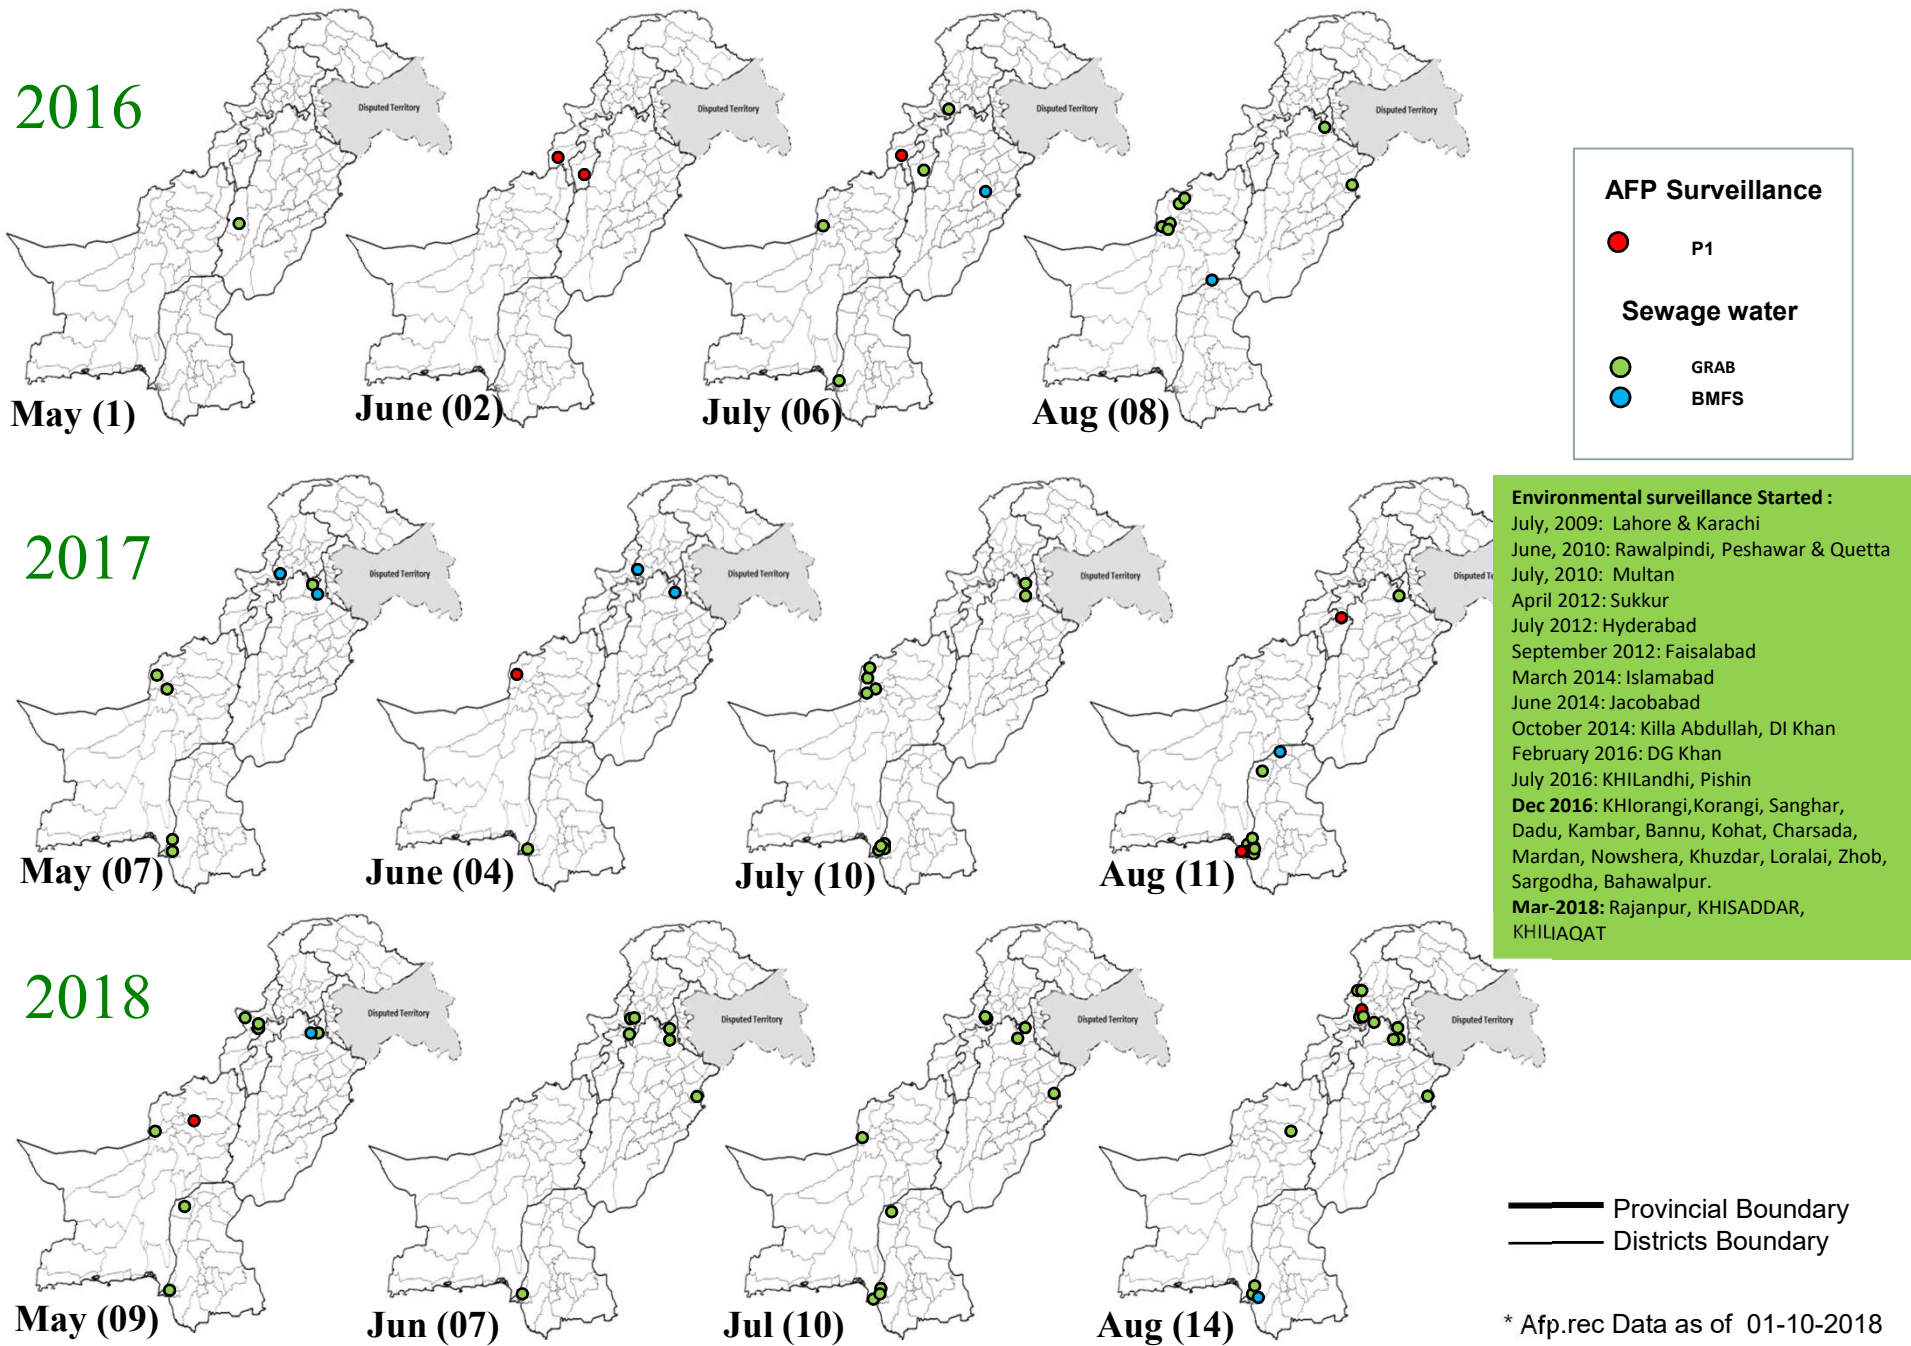 2016
Disputed Territory
Disputed Territory
Disputed Territory
Disputed Territory
May (1)
June (02)
July (06)
Aug (08)
AFP Surveillance
P1
Sewage water
GRAB
BMFS
2017
Disputed Territory
Disputed Territory
Disputed Territory
Disputed Te
May (07)
June (04)
July (10)
Aug (11)
Environmental surveillance Started :
July, 2009: Lahore & Karachi
June, 2010: Rawalpindi, Peshawar & Quetta
July, 2010: Multan
April 2012: Sukkur
July 2012: Hyderabad
September 2012: Faisalabad
March 2014: Islamabad
June 2014: Jacobabad
October 2014: Killa Abdullah, DI Khan
February 2016: DG Khan
July 2016: KHILandhi, Pishin
Dec 2016: KHIorangi,Korangi, Sanghar,
Dadu, Kambar, Bannu, Kohat, Charsada,
Mardan, Nowshera, Khuzdar, Loralai, Zhob,
Sargodha, Bahawalpur.
Mar-2018: Rajanpur, KHISADDAR,
KHILIAQAT
2018
Disputed Territory
Disputed Territory
Disputed Territory
Disputed Territory
May (09)
Jun (07)
Jul (10)
Aug (14)
Provincial Boundary
Districts Boundary
* Afp.rec Data as of 01-10-2018